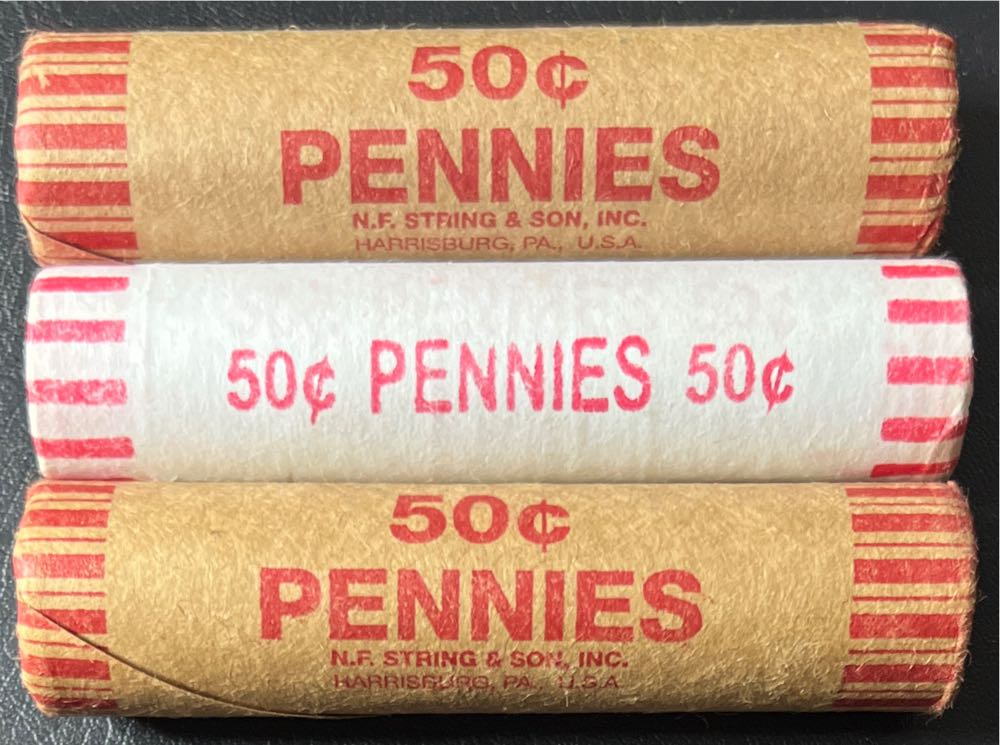 50¢
PENNIES
N.F. STRING & SON, INC.
HARRISBURG, PA., U.S.A.
50¢ PENNIES 50¢
50¢
PENNIES
N.F. STRING & SON, INC.
HARRISBURG, PA., U.S.A.